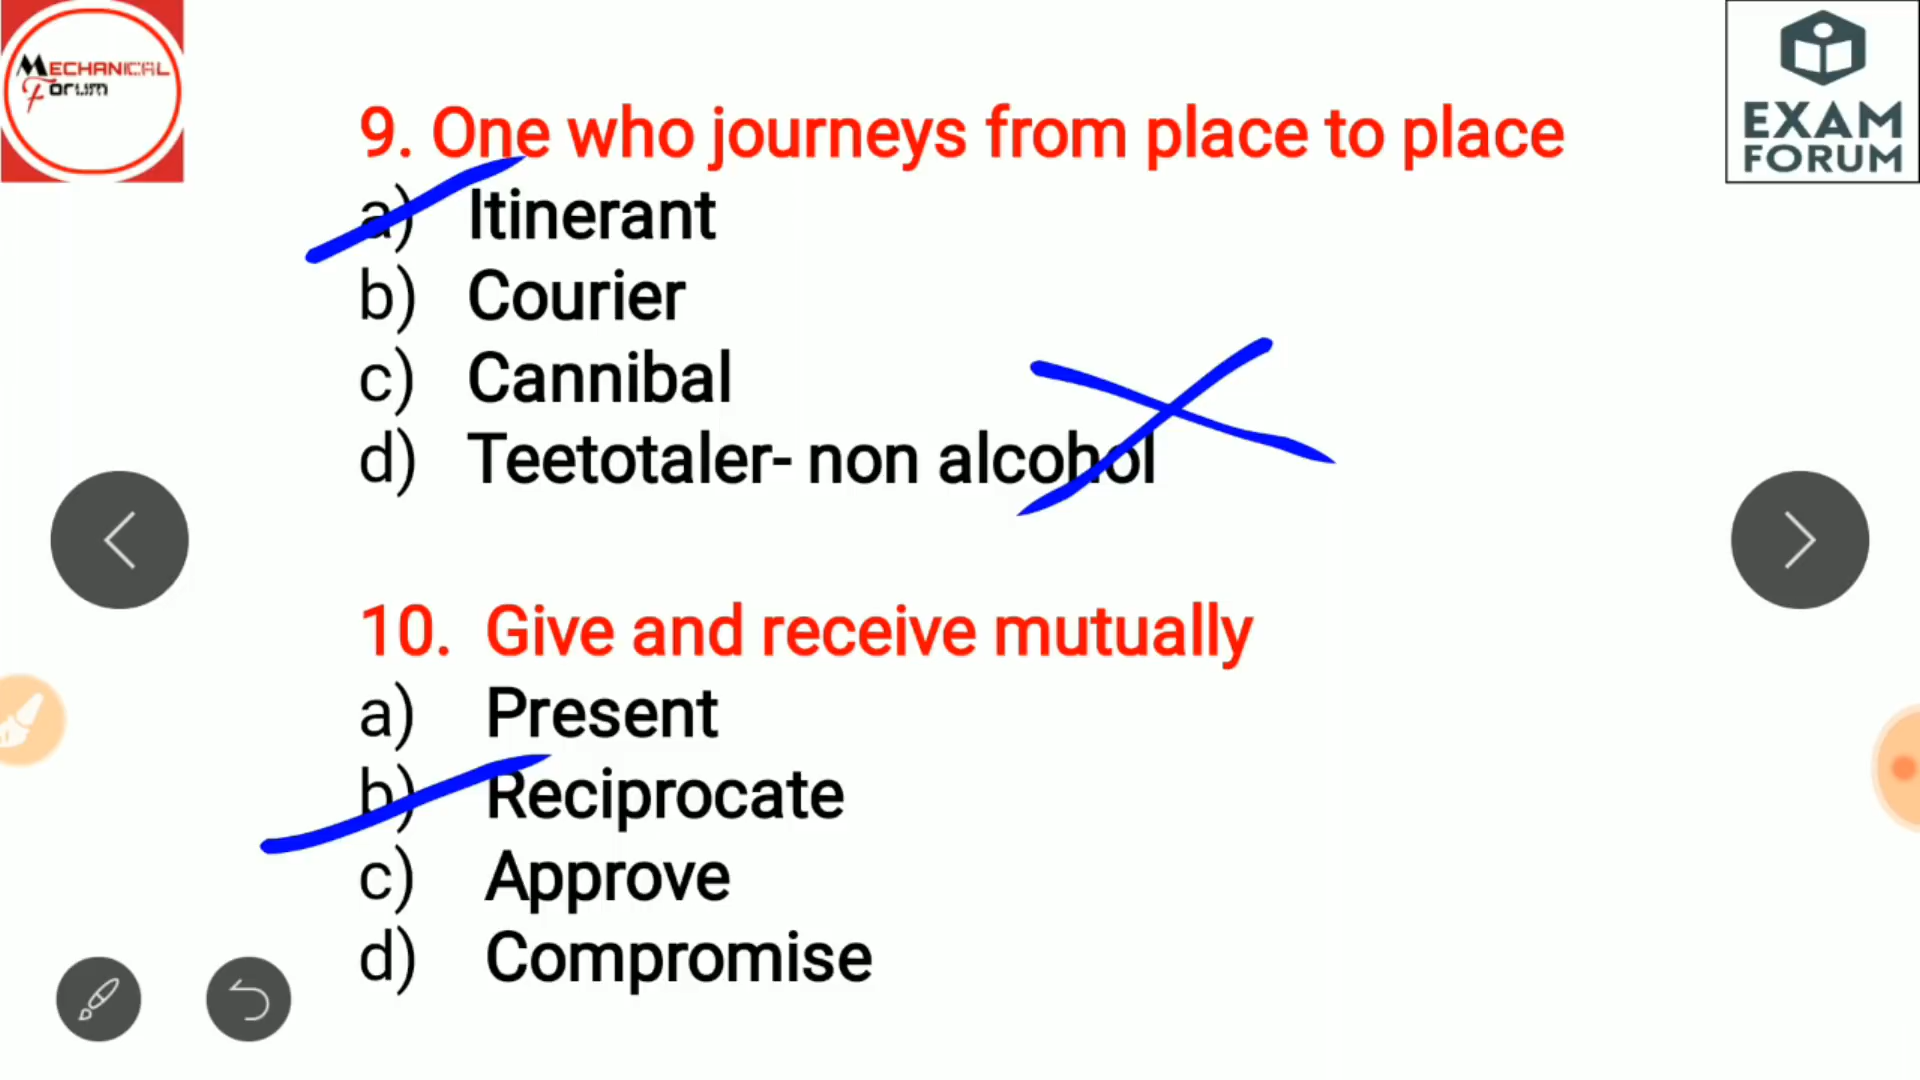 MECHANICAL
Forum
EXAM
FORUM
9. One who journeys from place to place
a) Itinerant
b) Courier
c) Cannibal
d) Teetotaler- non alcohol
10. Give and receive mutually
a) Present
b) Reciprocate
c) Approve
d) Compromise